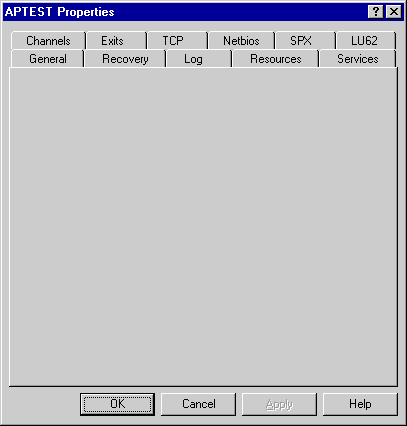 APTEST Properties
Channels Exits TCP Netbios SPX LU62
General Recovery Log Resources Services
OK Cancel Apply Help